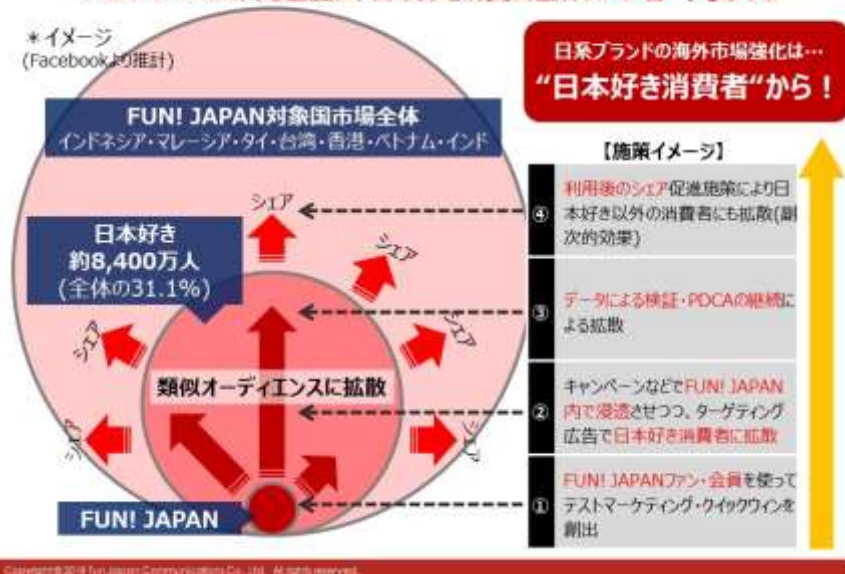 *イメージ
(Facebookより推計)
FUN! JAPAN対象国市場全体
インドネシア・マレーシア・タイ・台湾・香港・ベトナム・インド
日本好き
約8,400万人
(全体の31.1%)
シェア
シェア
シェア
シェア
シェア
シェア
類似オーディエンスに拡散
FUN! JAPAN
日系ブランドの海外市場強化は…
“日本好き消費者“から!
【施策イメージ】
④
利用後のシェア促進施策により日
本好き以外の消費者にも拡散(副
次的効果)
③
データによる検証・PDCAの継続に
よる拡散
②
キャンペーンなどでFUN! JAPAN
内で浸透させつつ、ターゲティング
広告で日本好き消費者に拡散
①
FUN! JAPANファン・会員を使って
テストマーケティング・クイックウィンを
創出
Copyright© 2018 Fun Japan Communications Co., Ltd. All rights reserved.